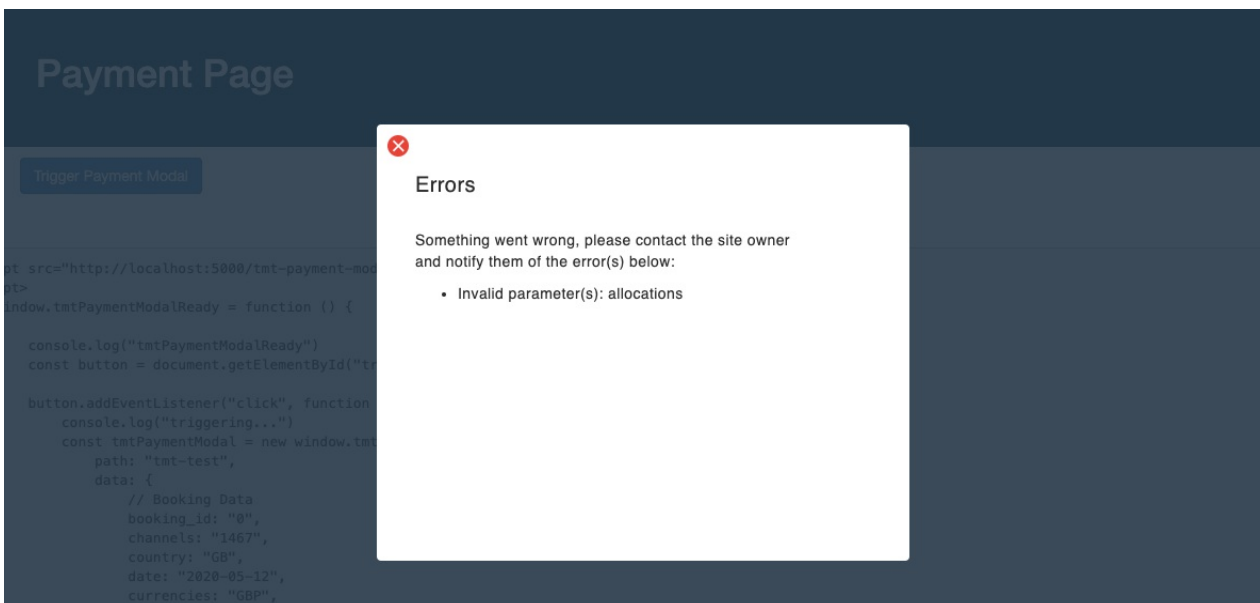 Payment Page
Trigger Payment Modal
Errors
Something went wrong, please contact the site owner
and notify them of the error(s) below:
• Invalid parameter(s): allocations
pt src="http://localhost:5000/tmt-payment-mod
pt>
indow.tmtPaymentModalReady = function () {
console.log("tmtPaymentModalReady")
const button = document.getElementById("tr
button.addEventListener("click", function
console.log("triggering...")
const tmtPaymentModal = new window.tmt
path: "tmt-test",
data: {
// Booking Data
booking_id: "0",
channels: "1467",
country: "GB",
date: "2020-05-12",
currencies: "GBP",